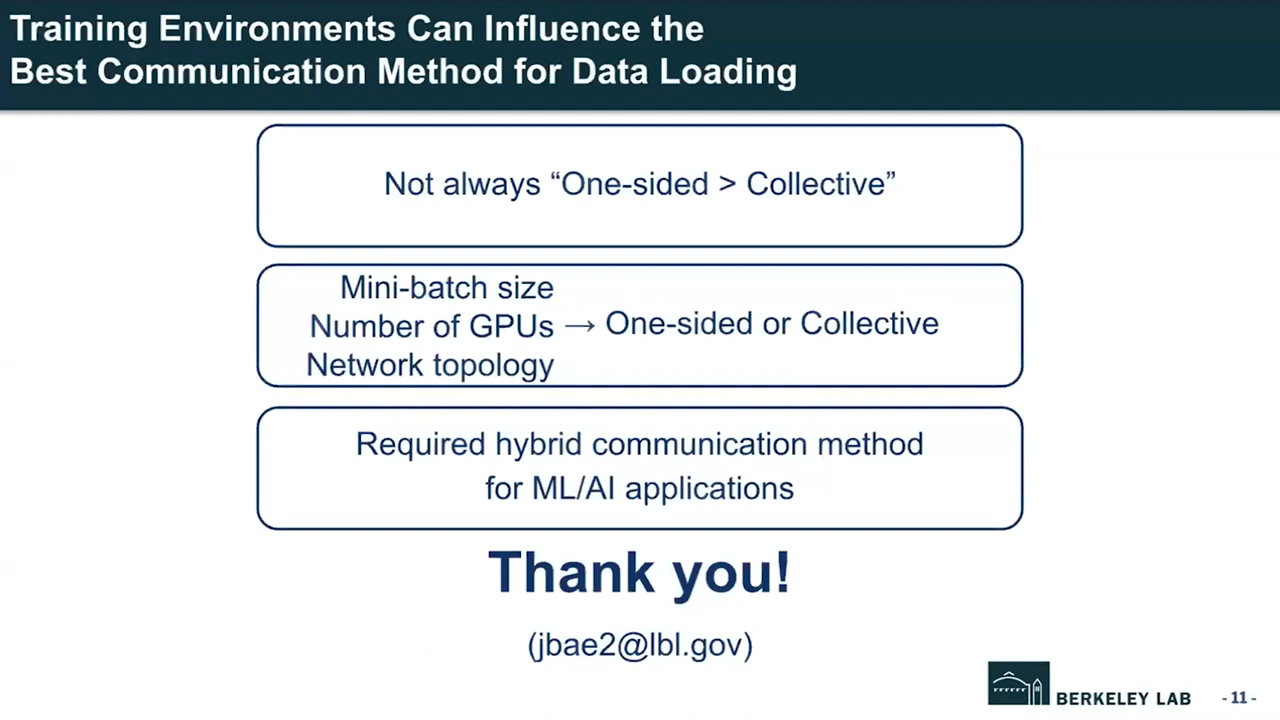 Training Environments Can Influence the
Best Communication Method for Data Loading
Not always “One-sided > Collective”
Mini-batch size
Number of GPUs → One-sided or Collective
Network topology
Required hybrid communication method
for ML/AI applications
Thank you!
(jbae2@lbl.gov)
BERKELEY LAB
- 11 -